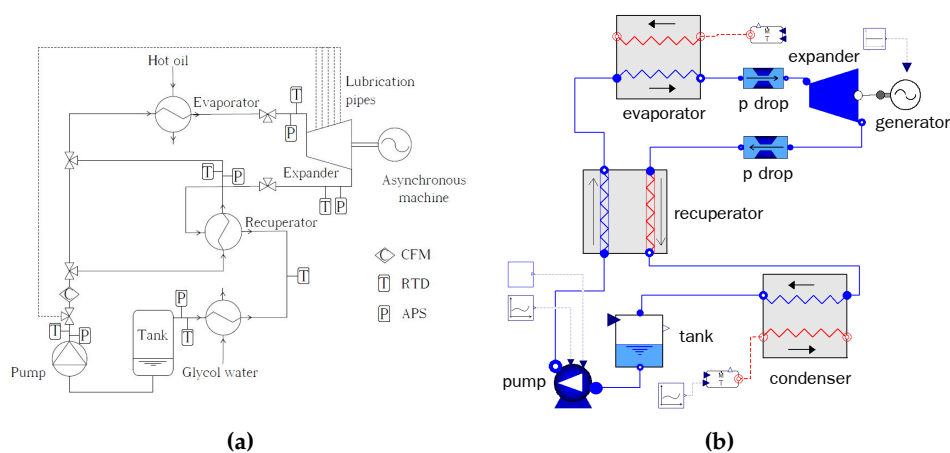 Hot oil
Evaporator
Lubrication
pipes
T
P
Expander
Asynchronous
machine
T
P
T
P
Recuperator
T
CFM
T
RTD
P
APS
P
T
Tank
T
P
Pump
Glycol water
(a)
M
T
expander
evaporator
p drop
generator
p drop
recuperator
tank
pump
M
T
condenser
(b)